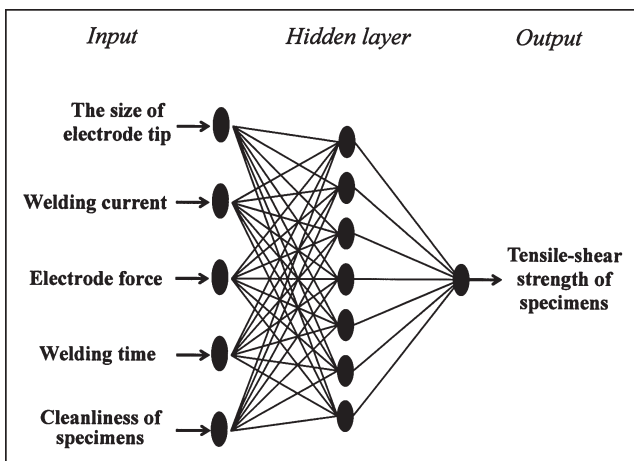 Input
Hidden layer
Output
The size of
electrode tip
Welding current
Electrode force
Welding time
Cleanliness of
specimens
Tensile-shear
strength of
specimens